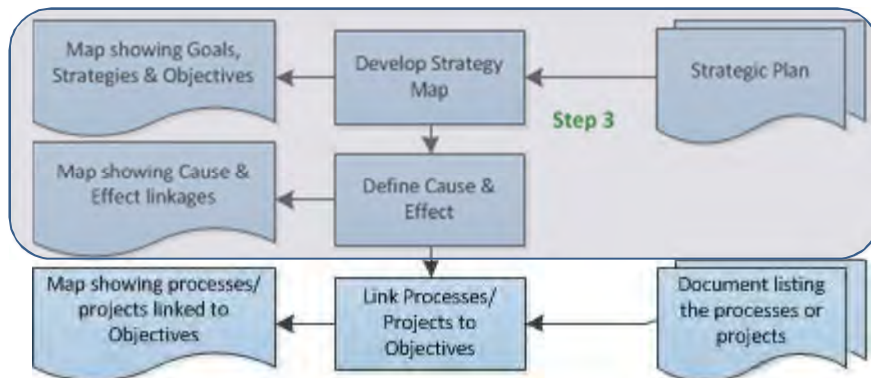 Map showing Goals,
Strategies & Objectives
Develop Strategy
Map
Strategic Plan
Step 3
Map showing Cause &
Effect linkages
Define Cause &
Effect
Map showing processes/
projects linked to
Objectives
Link Processes/
Projects to
Objectives
Document listing
the processes or
projects